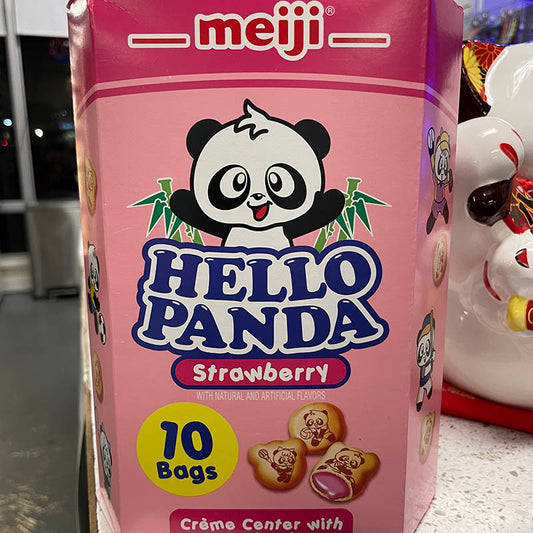 meiji®
HELLO
PANDA
Strawberry
WITH NATURAL AND ARTIFICIAL FLAVORS
10
Bags
Crème Center with